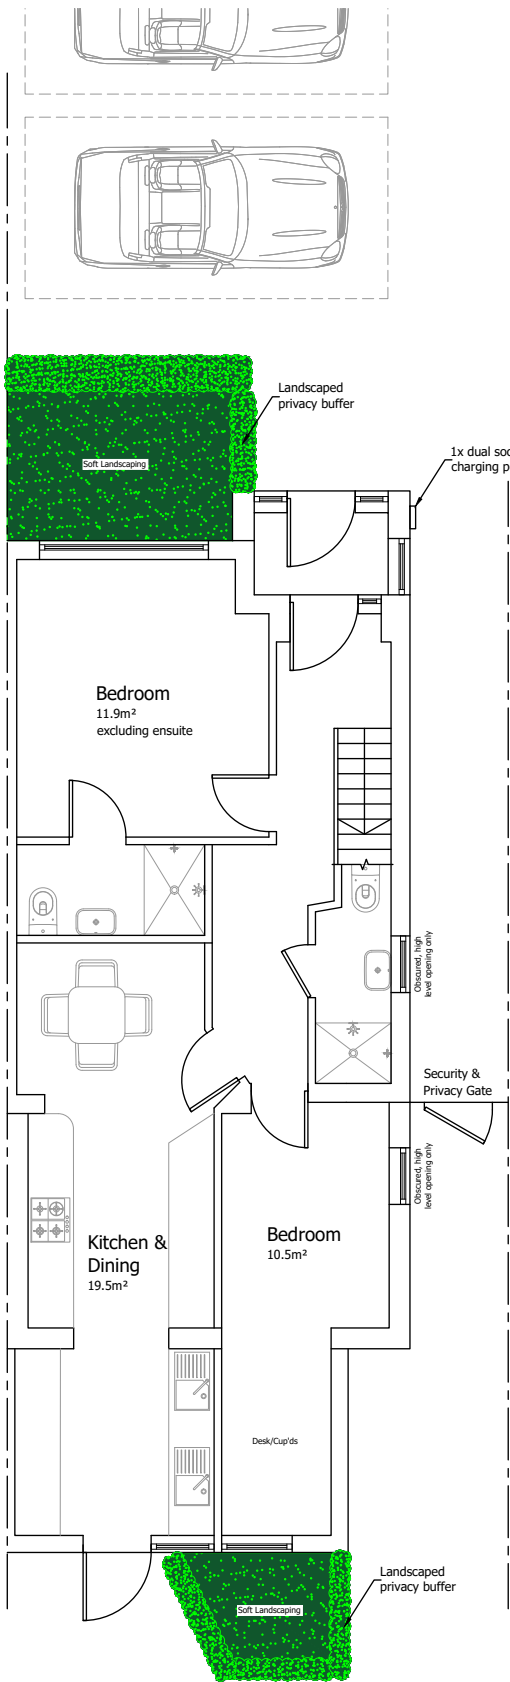 Landscaped
privacy buffer
Soft Landscaping
1x dual
charging
Bedroom
11.9m²
excluding ensuite
Obscured, high
level opening only
Security &
Privacy Gate
Obscured, high
level opening only
Kitchen &
Dining
19.5m²
Bedroom
10.5m²
Desk/Cup'ds
Landscaped
privacy buffer
Soft Landscaping